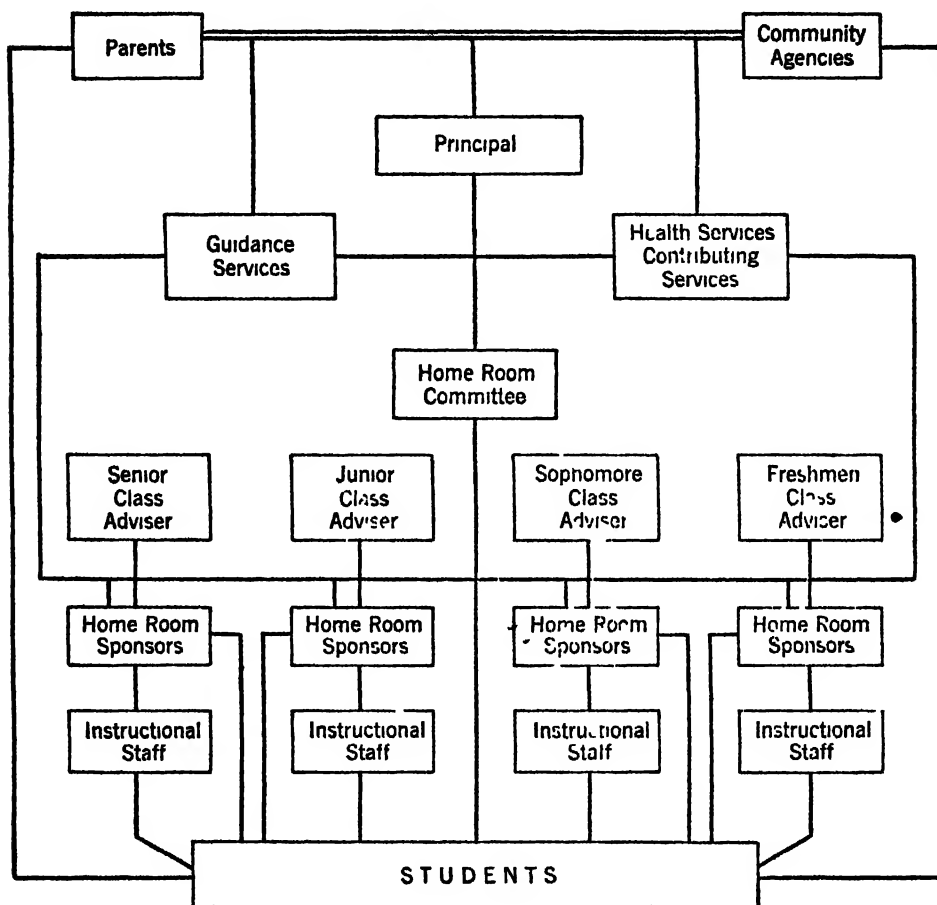 Parents
Community
Agencies
Principal
Guidance
Services
Health Services
Contributing
Services
Home Room
Committee
Senior
Class
Adviser
Junior
Class
Adviser
Sophomore
Class
Adviser
Freshmen
Class
Adviser
Home Room
Sponsors
Home Room
Sponsors
Home Room
Sponsors
Home Room
Sponsors
Instructional
Staff
Instructional
Staff
Instructional
Staff
Instructional
Staff
STUDENTS